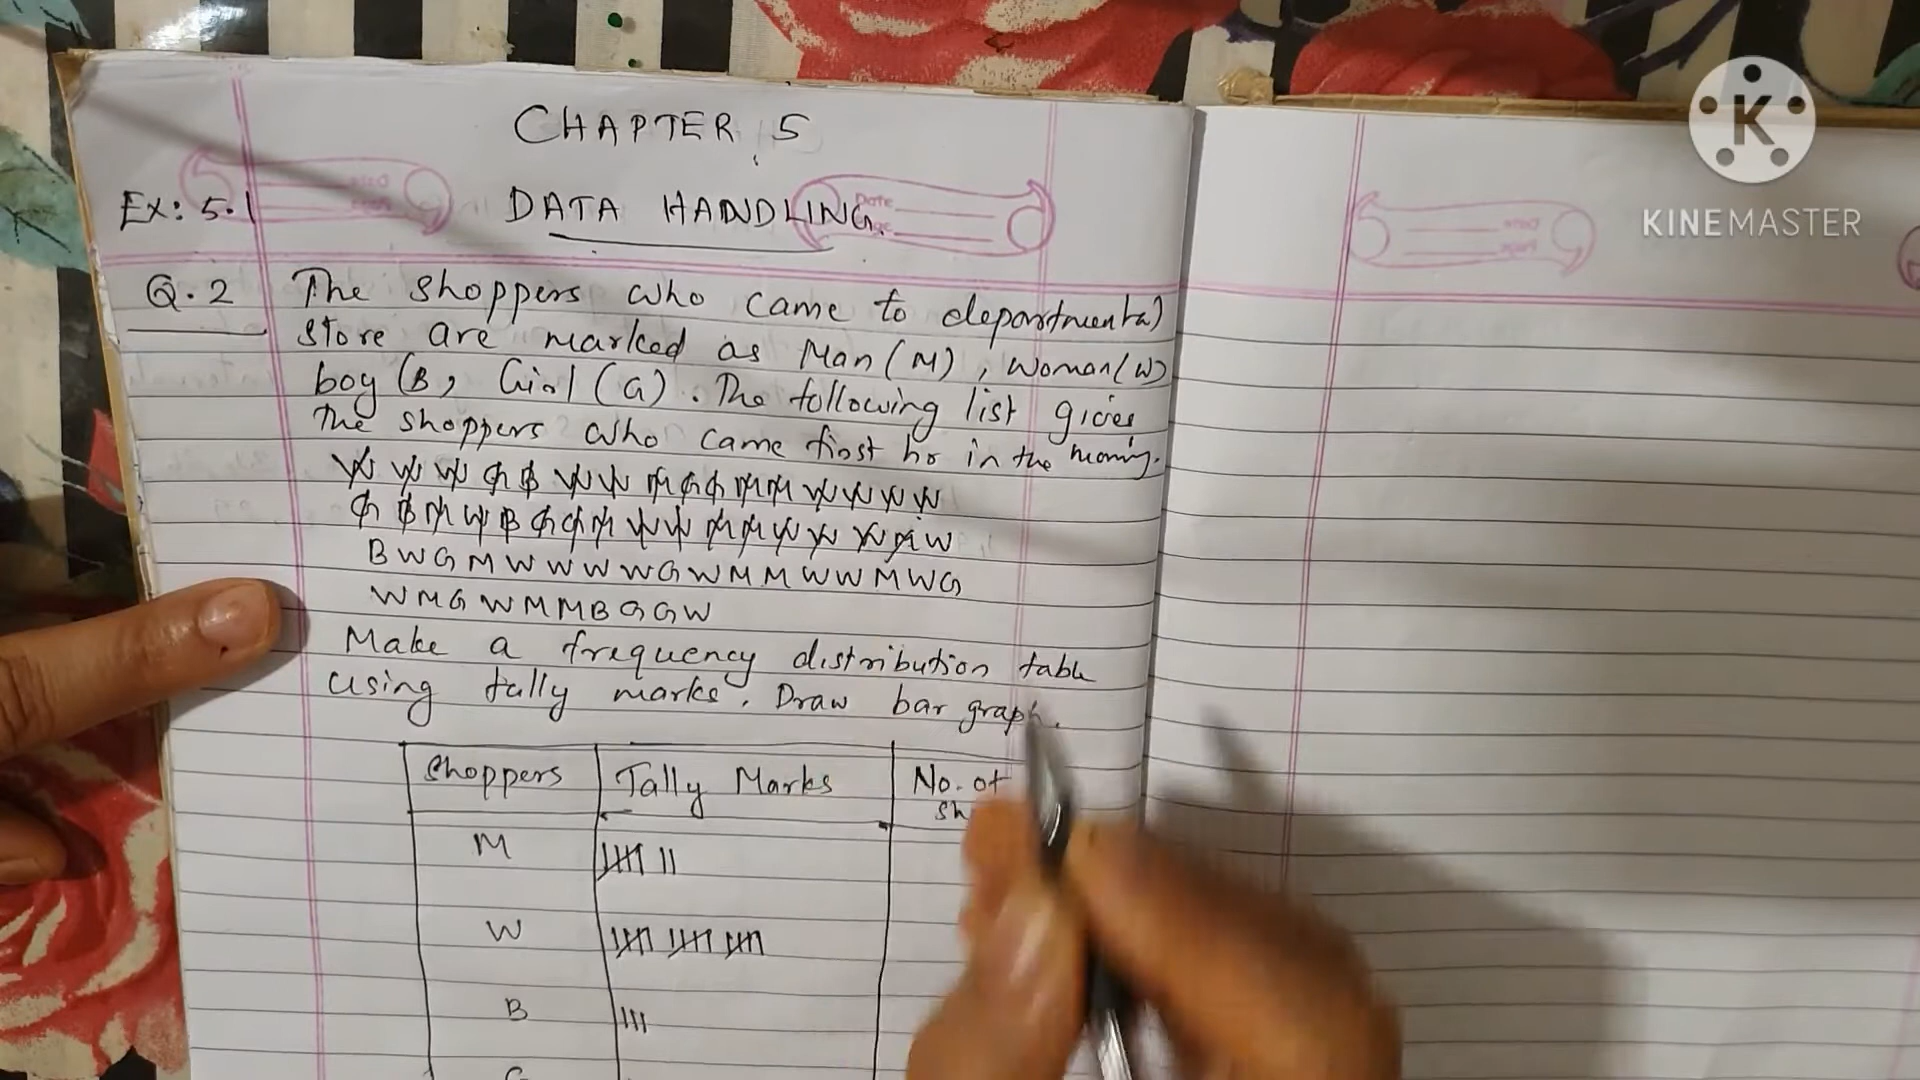 CHAPTER 5
Ex: 5.1
DATA HANDLING.
Date
Q.2 The shoppers who came to departmental
store are marked as Man (M), Woman (W)
boy (B, Girl (G). The following list gives
the shoppers who came first hr in the morning.
W W W G B W W M G G M M W W W W
G B M W B G G M W W M M W W W M W
B W G M W W W W G W M M W W M W G
W M G W M M B G G W
Make a frequency distribution table
using tally marks. Draw bar graph.
Shoppers Tally Marks No. of
Sh
M
W
B
G
K
KINEMASTER